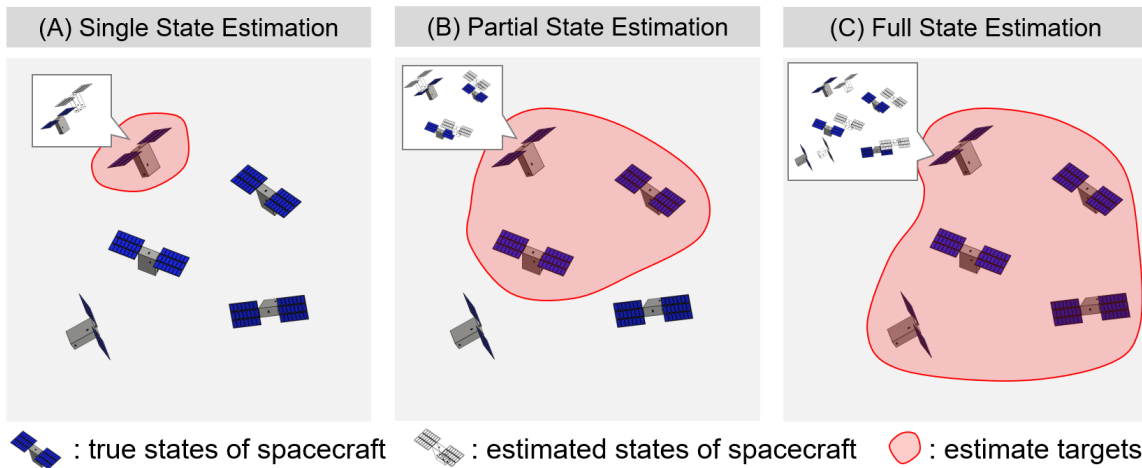 (A) Single State Estimation
(B) Partial State Estimation
(C) Full State Estimation
: true states of spacecraft
: estimated states of spacecraft
: estimate targets